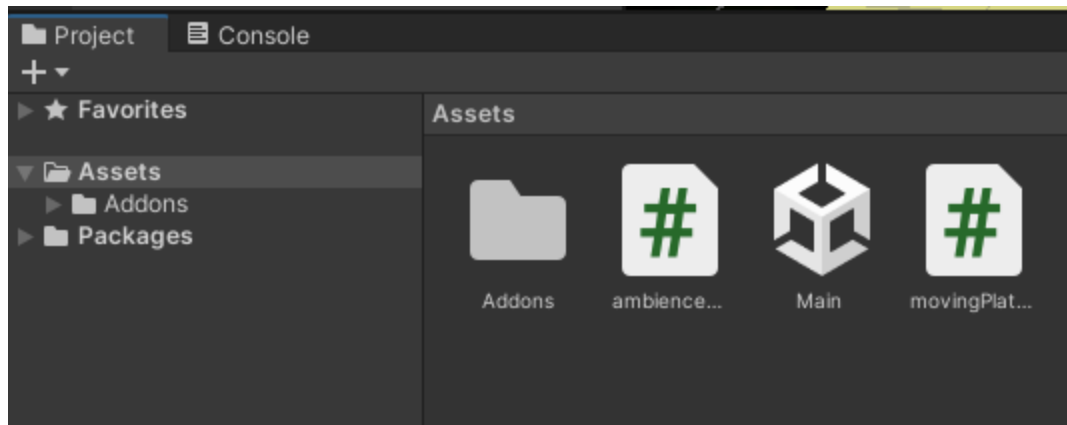 Project Console
Favorites
Assets
Addons
Packages
Assets
Addons ambience... Main movingPlat...